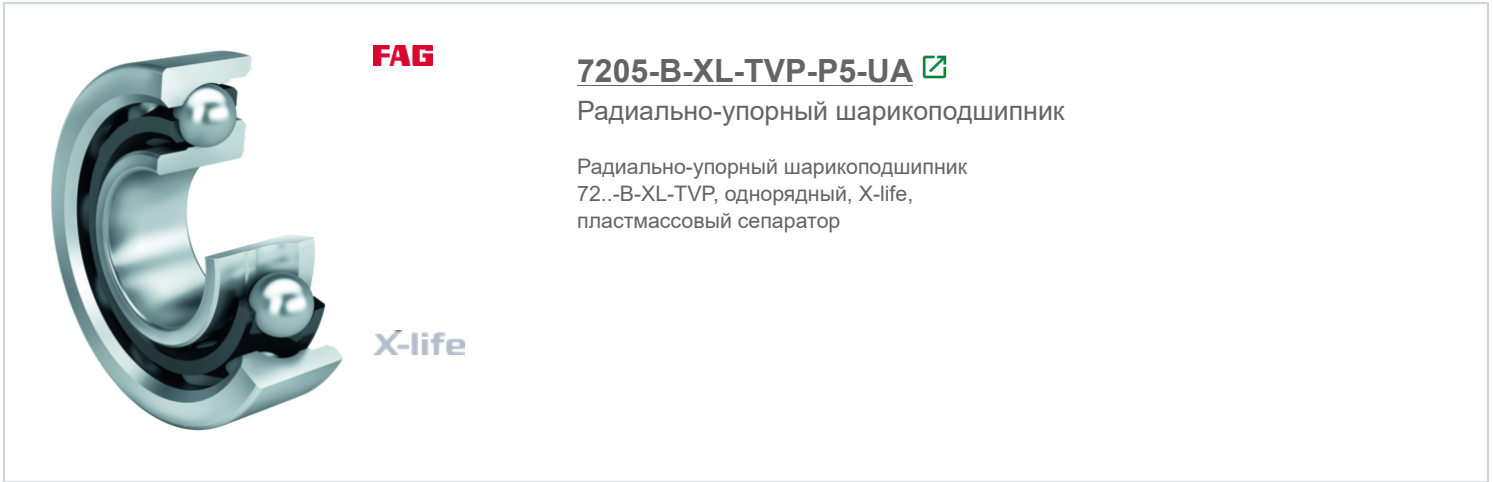 FAG
7205-B-XL-TVP-P5-UA
Радиально-упорный шарикоподшипник
Радиально-упорный шарикоподшипник
72..-B-XL-TVP, однорядный, X-life,
пластмассовый сепаратор
X-life